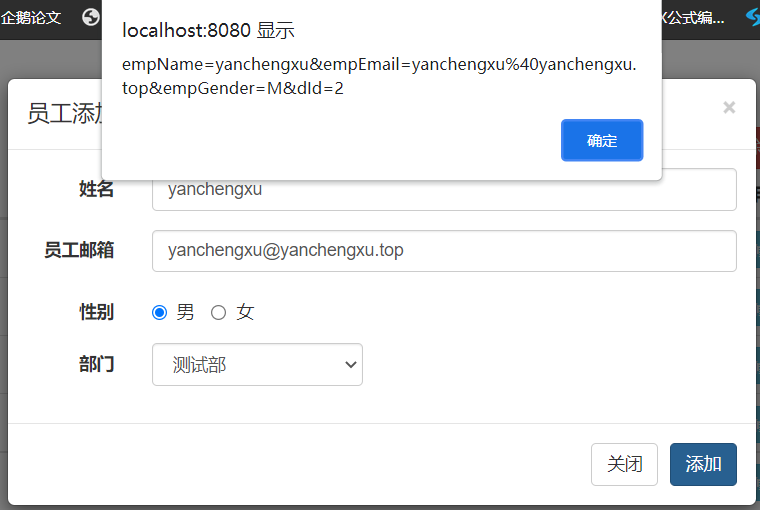 企鹅论文
X公式编...
localhost:8080 显示
empName=yanchengxu&empEmail=yanchengxu%40yanchengxu.
top&empGender=M&dId=2
确定
员工添加
×
姓名 yanchengxu
员工邮箱 yanchengxu@yanchengxu.top
性别 男 女
部门 测试部
关闭 添加